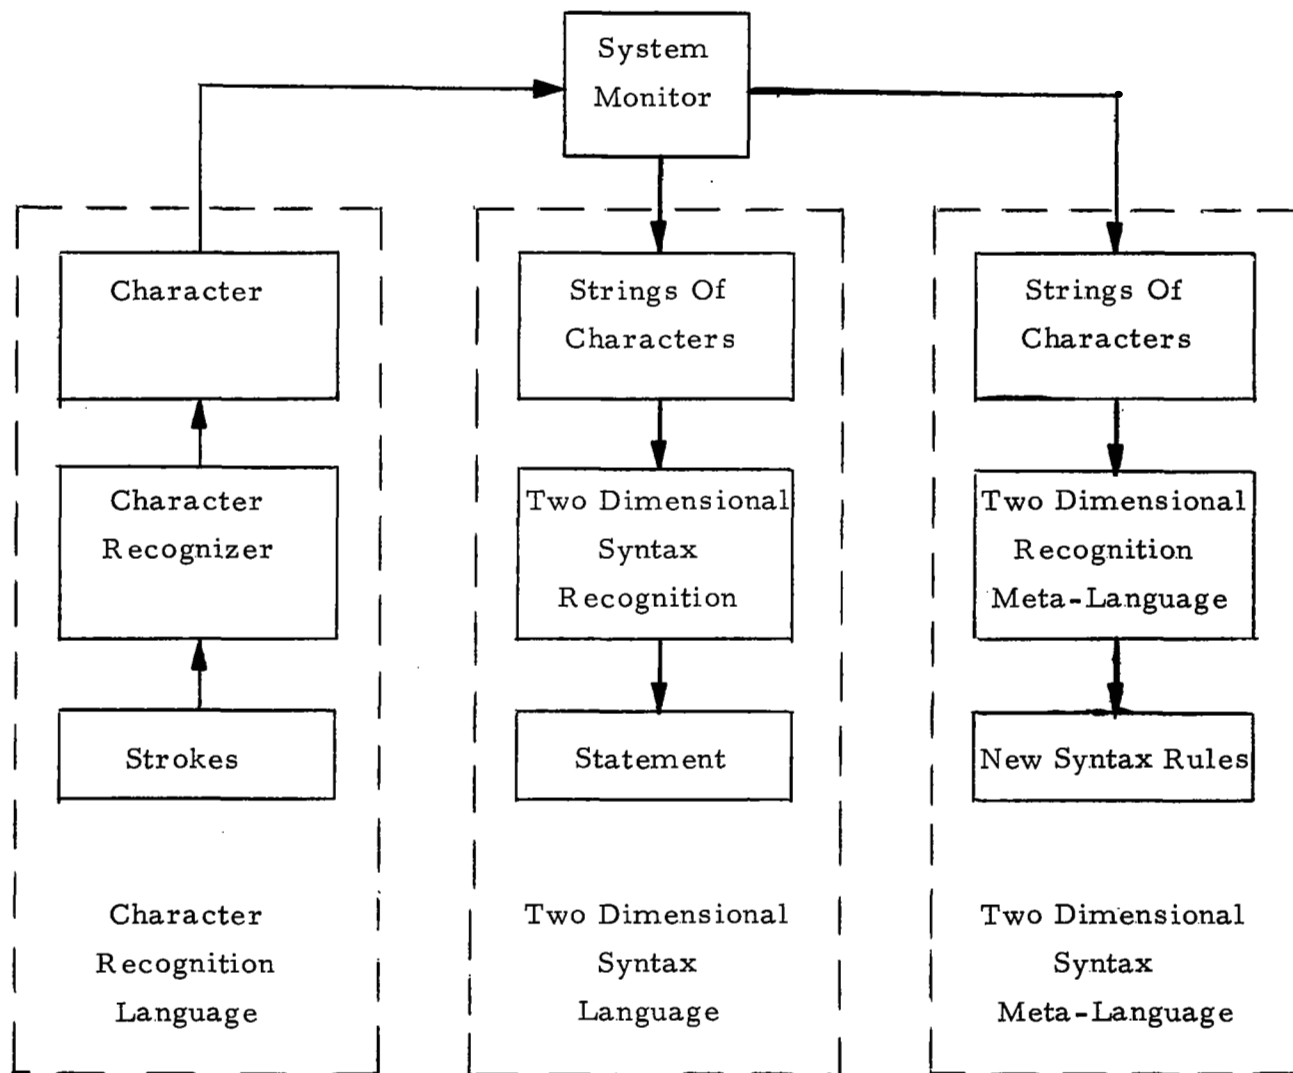 System
Monitor
Character
Character
Recognizer
Strokes
Character
Recognition
Language
Strings Of
Characters
Two Dimensional
Syntax
Recognition
Statement
Two Dimensional
Syntax
Language
Strings Of
Characters
Two Dimensional
Recognition
Meta-Language
New Syntax Rules
Two Dimensional
Syntax
Meta-Language